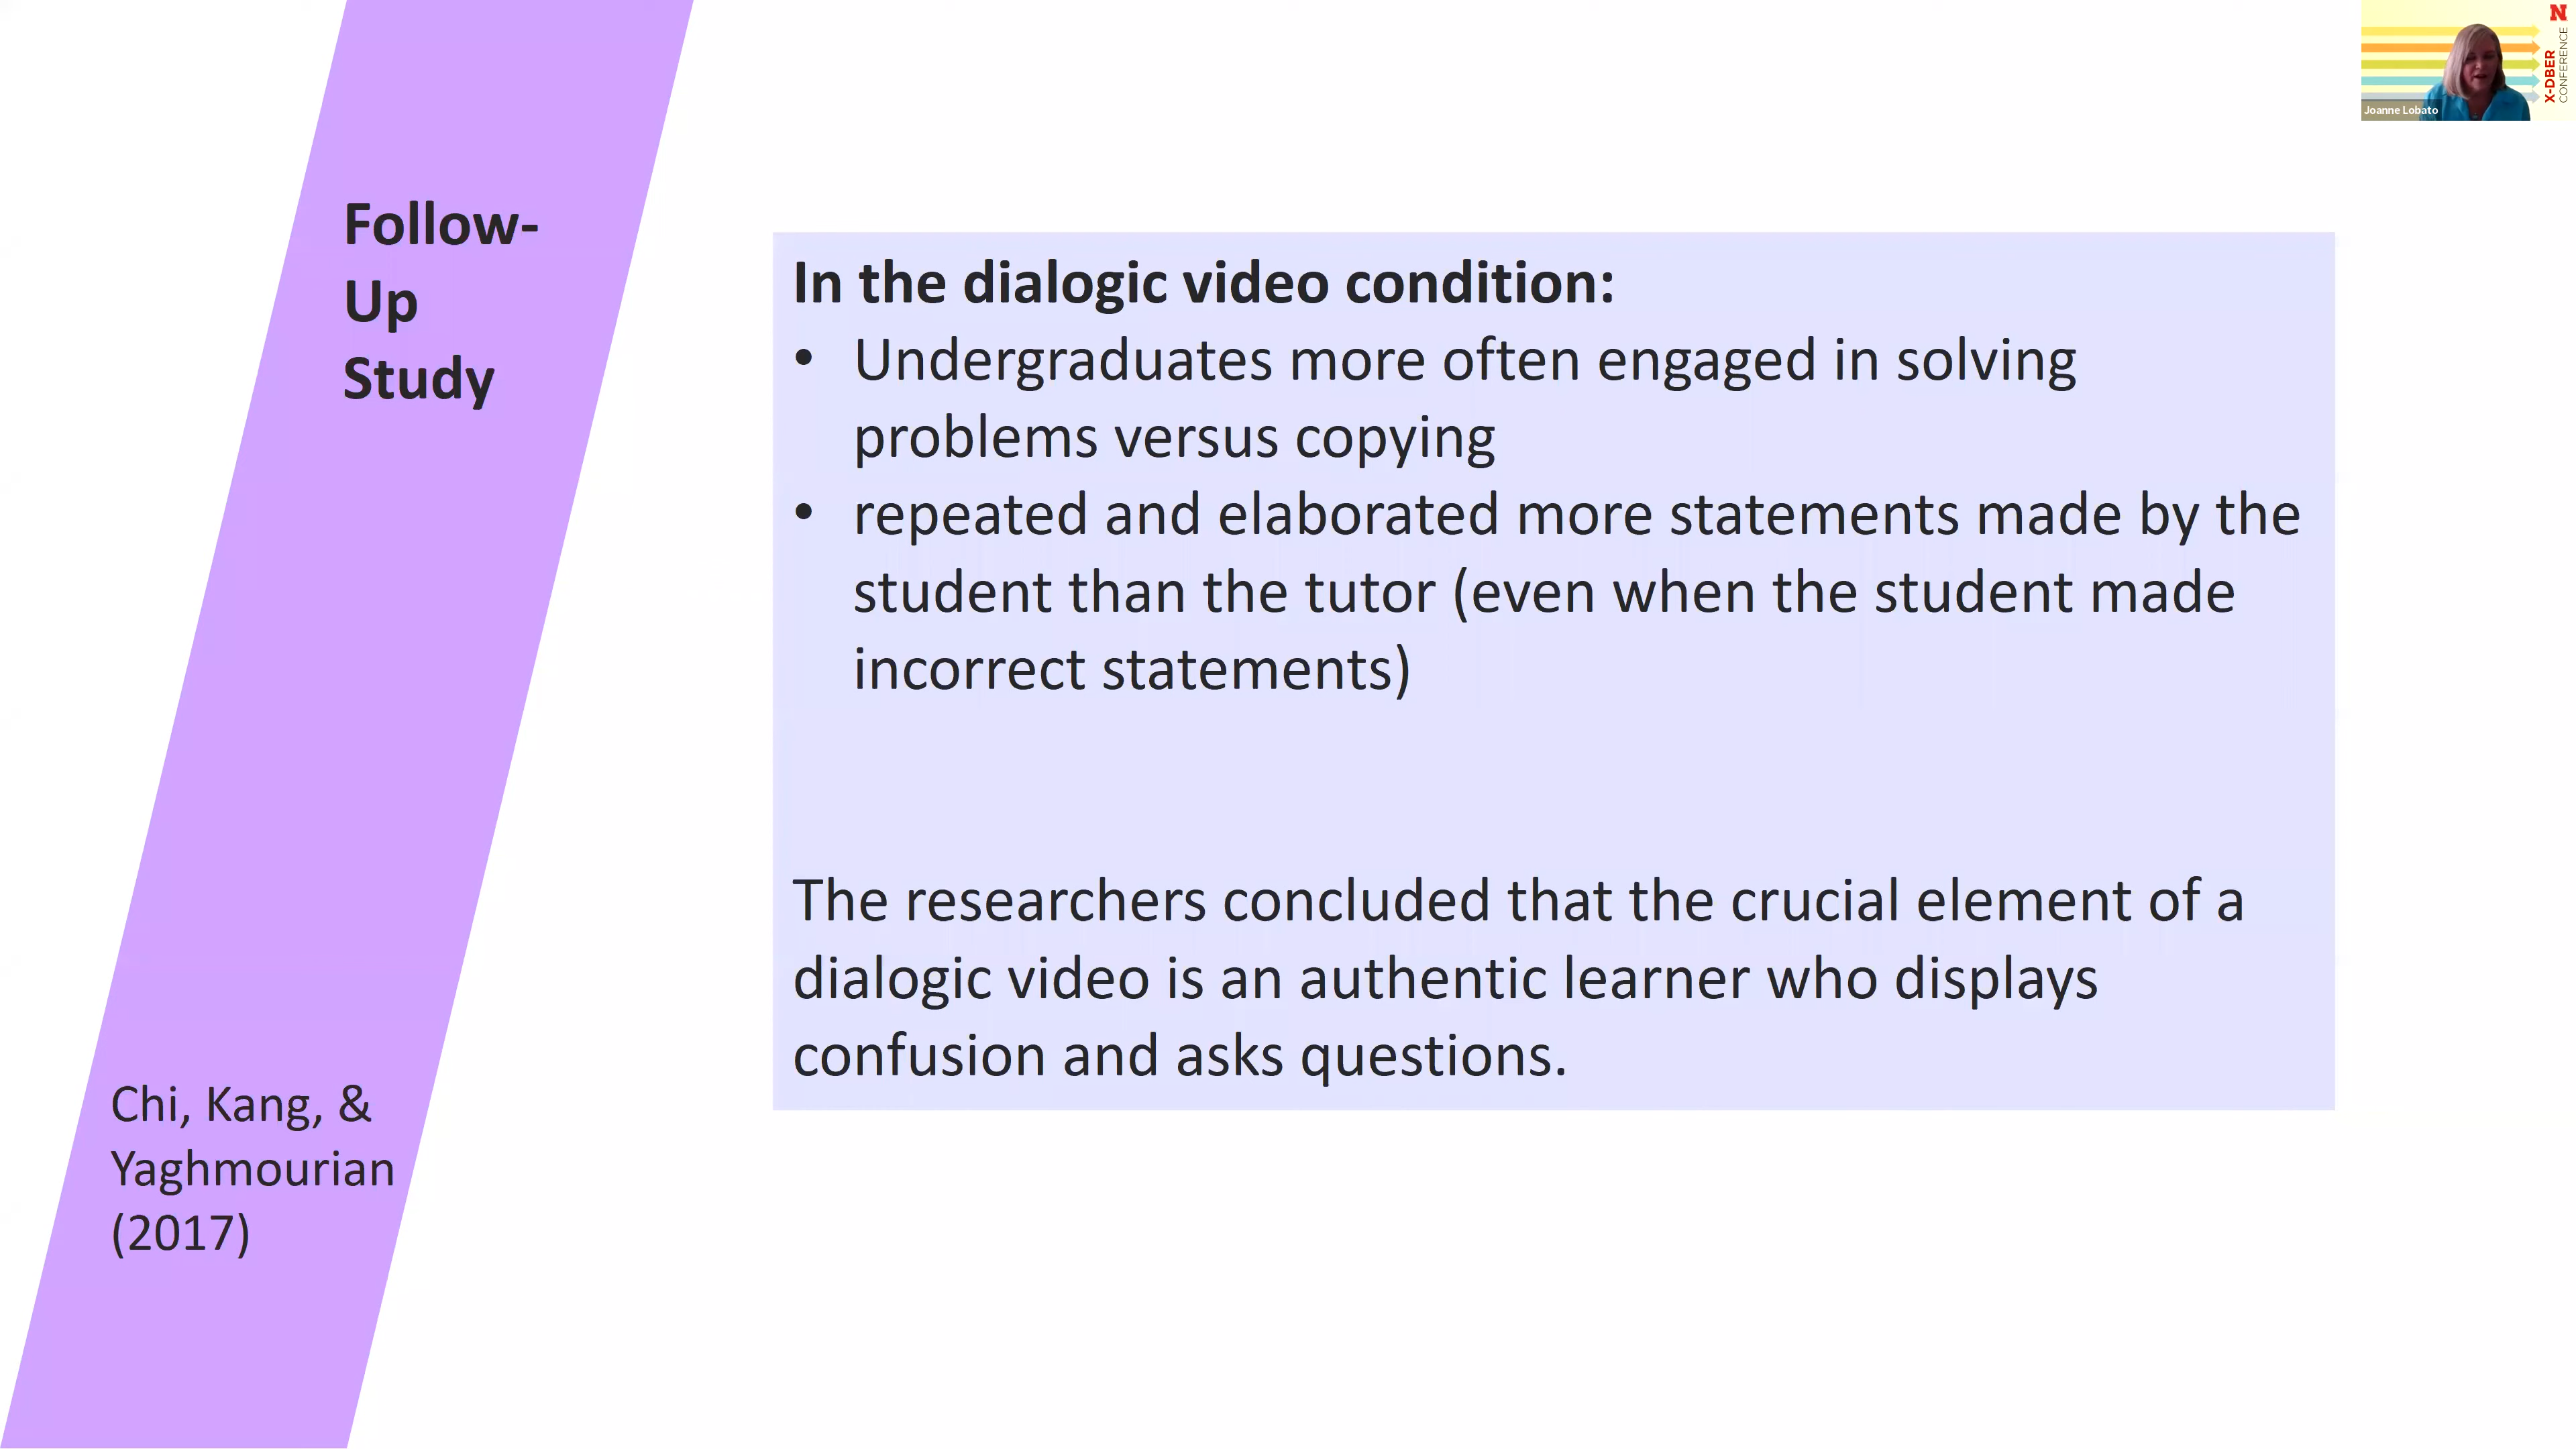 Follow-
Up
Study
In the dialogic video condition:
• Undergraduates more often engaged in solving
problems versus copying
• repeated and elaborated more statements made by the
student than the tutor (even when the student made
incorrect statements)
The researchers concluded that the crucial element of a
dialogic video is an authentic learner who displays
confusion and asks questions.
Chi, Kang, &
Yaghmourian
(2017)
Joanne Lobato
N
X-DBER
CONFERENCE